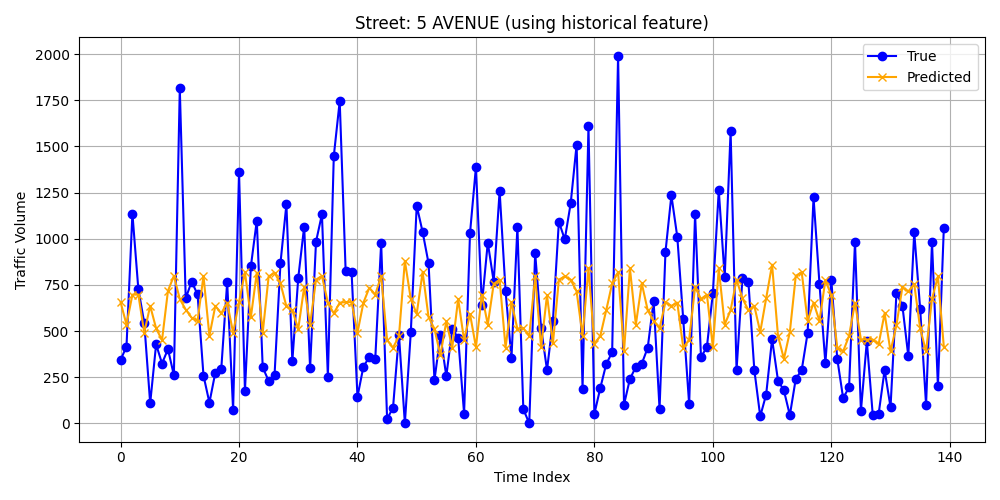 Street: 5 AVENUE (using historical feature)
True
Predicted
Traffic Volume
2000
1750
1500
1250
1000
750
500
250
0
0 20 40 60 80 100 120 140
Time Index